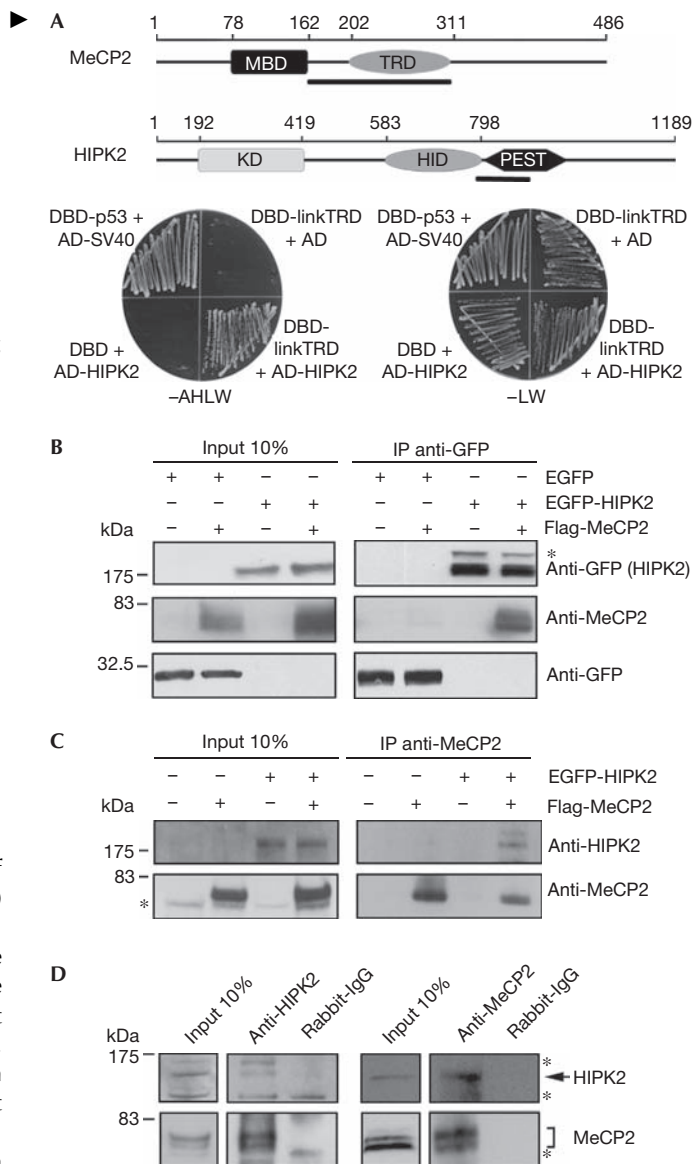 A
1 78 162 202 311 486
MeCP2 MBD TRD
1 192 419 583 798 1189
HIPK2 KD HID PEST
DBD-p53 + AD-SV40
DBD-linkTRD + AD
DBD + AD-HIPK2
DBD-linkTRD + AD-HIPK2
–AHLW
DBD-p53 + AD-SV40
DBD-linkTRD + AD
DBD + AD-HIPK2
DBD-linkTRD + AD-HIPK2
–LW
B
Input 10% IP anti-GFP
+ + – – + + – – EGFP
– – + + – – + + EGFP-HIPK2
kDa – + – + – + – + Flag-MeCP2
*
175 Anti-GFP (HIPK2)
83 Anti-MeCP2
32.5 Anti-GFP
C
Input 10% IP anti-MeCP2
– – + + – – + + EGFP-HIPK2
kDa – + – + – + – + Flag-MeCP2
175 Anti-HIPK2
83 Anti-MeCP2
*
D
Input 10% Anti-HIPK2 Rabbit-IgG Input 10% Anti-MeCP2 Rabbit-IgG
kDa
175 *
HIPK2
*
83 MeCP2
*